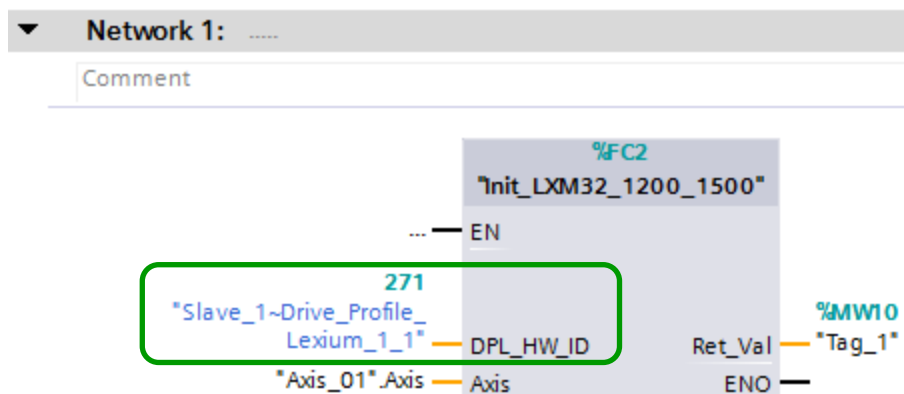 Network 1: .....
Comment
%FC2
"Init_LXM32_1200_1500"
... EN
271
"Slave_1~Drive_Profile_
Lexium_1_1" DPL_HW_ID
%MW10
Ret_Val "Tag_1"
"Axis_01".Axis Axis
ENO